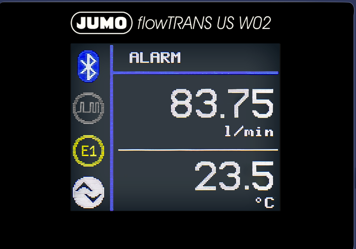 JUMO flowTRANS US W02
ALARM
83.75
l/min
E1
23.5
°C